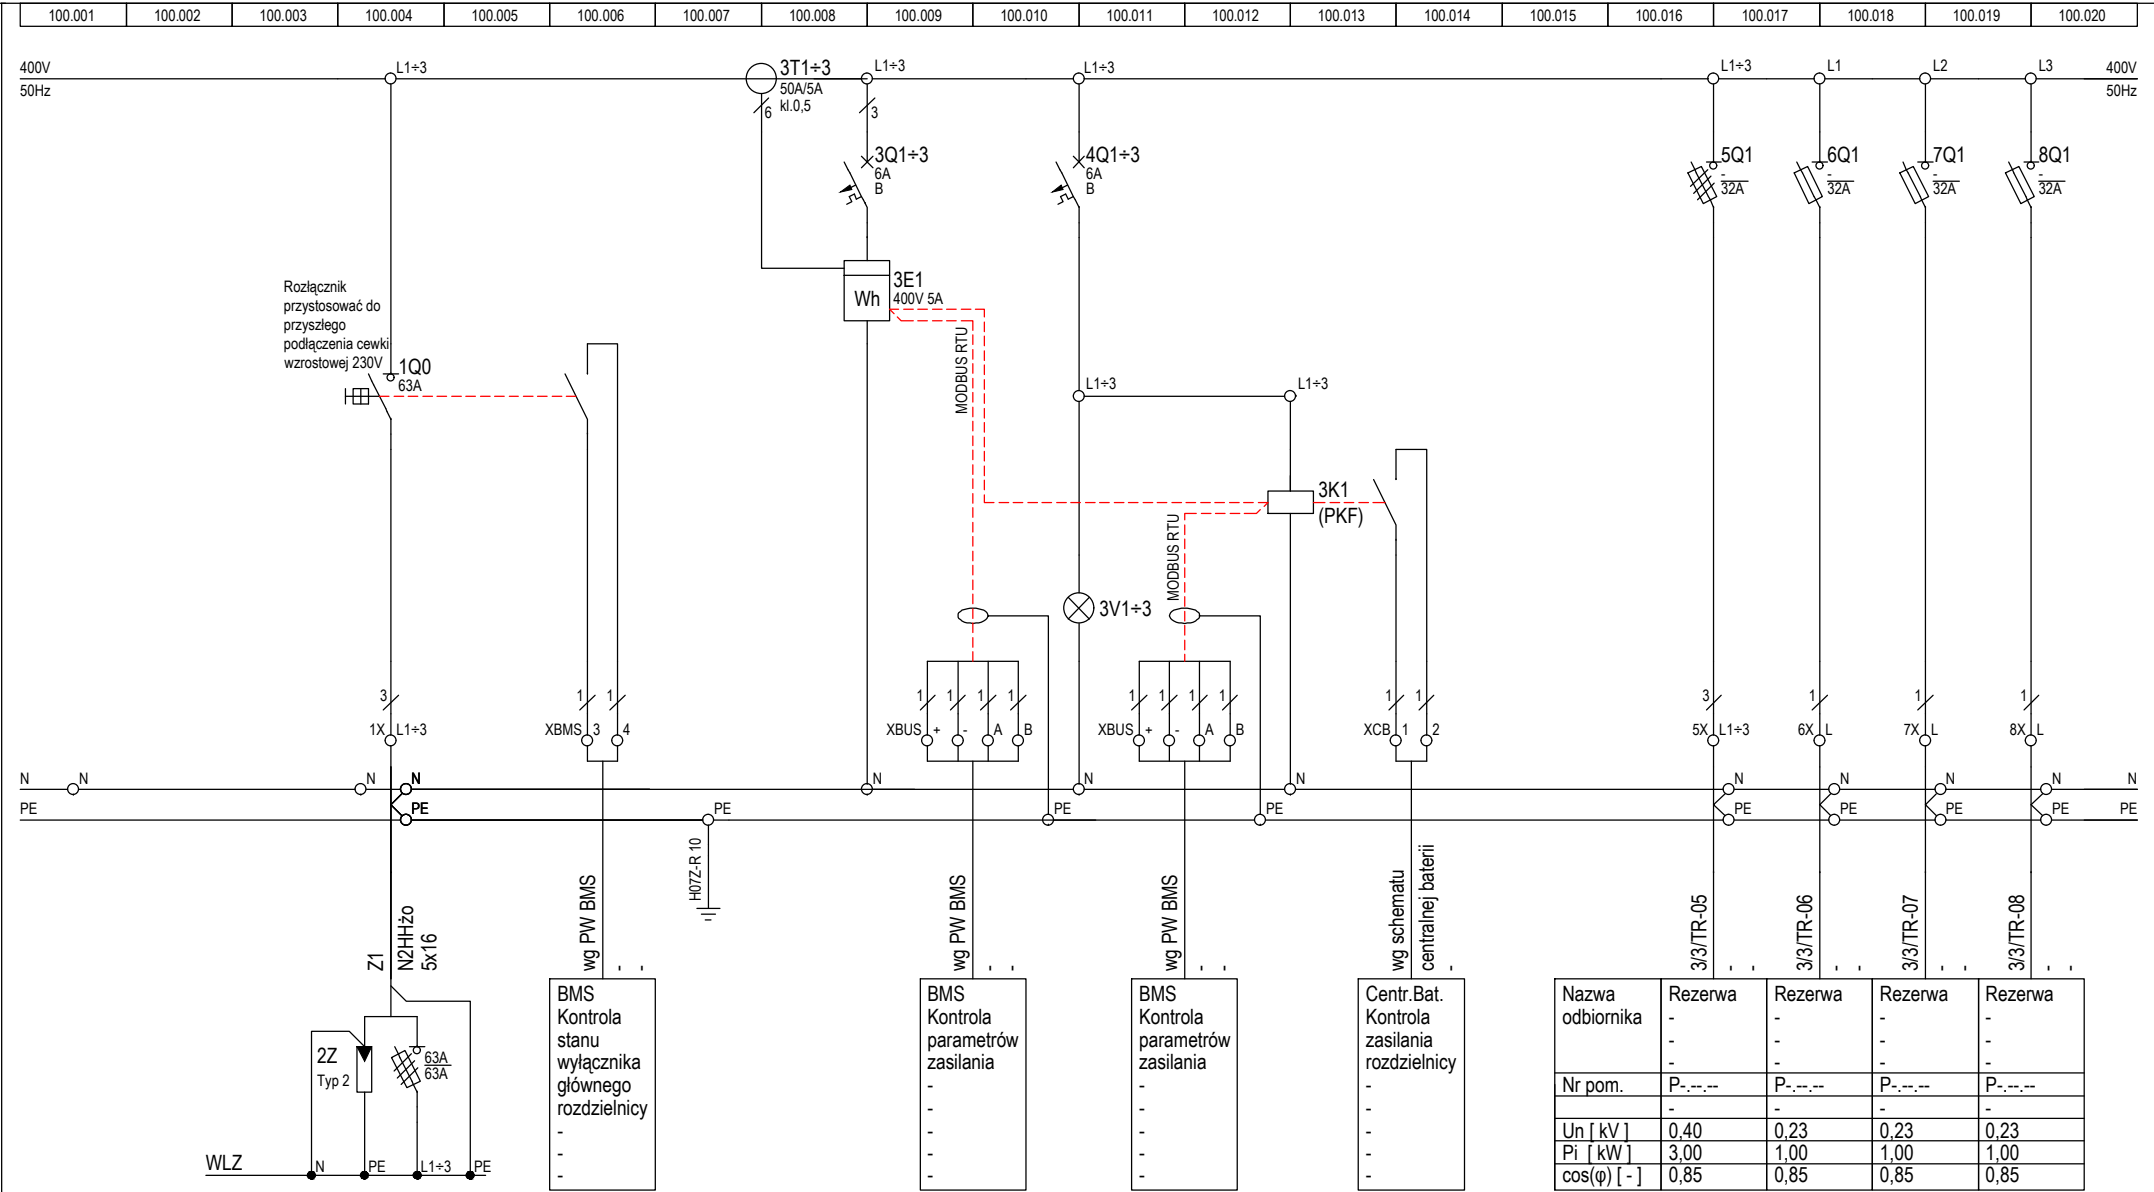 100.001 100.002 100.003 100.004 100.005 100.006 100.007 100.008 100.009 100.010 100.011 100.012 100.013 100.014 100.015 100.016 100.017 100.018 100.019 100.020
400V L1÷3 3T1÷3 L1÷3 L1÷3 L1÷3 L1 L2 L3 400V
50Hz 50A/5A 50Hz
kl.0,5
6 3
3Q1÷3 4Q1÷3 5Q1 6Q1 7Q1 8Q1
6A 6A - - - -
B B 32A 32A 32A 32A
3E1
Wh 400V 5A
Rozłącznik
przystosować do
przyszłego
podłączenia cewki
wzrostowej 230V
1Q0
63A
MODBUS RTU
L1÷3 L1÷3
3K1
(PKF)
MODBUS RTU
3V1÷3
3 1 1 1 1 1 1 1 1 1 1 1 1 3 1 1 1
1X L1÷3 XBMS 3 4 XBUS + - A B XBUS + - A B XCB 1 2 5X L1÷3 6X L 7X L 8X L
N N N N N N N N N N N N
PE PE PE PE PE PE PE PE PE PE
H07Z-R 10
Z1
N2HHżo
5x16
wg PW BMS - -
wg PW BMS - -
wg PW BMS - -
wg schematu
centralnej baterii
-
3/3/TR-05 - -
3/3/TR-06 - -
3/3/TR-07 - -
3/3/TR-08 - -
2Z
Typ 2
63A
63A
WLZ N PE L1÷3 PE
BMS
Kontrola
stanu
wyłącznika
głównego
rozdzielnicy
-
-
-
BMS
Kontrola
parametrów
zasilania
-
-
-
-
-
BMS
Kontrola
parametrów
zasilania
-
-
-
-
-
Centr.Bat.
Kontrola
zasilania
rozdzielnicy
-
-
-
-
-
Nazwa Rezerwa Rezerwa Rezerwa Rezerwa
odbiornika - - - -
- - - -
- - - -
Nr pom. P-.--.-- P-.--.-- P-.--.-- P-.--.--
- - - -
Un [ kV ] 0,40 0,23 0,23 0,23
Pi [ kW ] 3,00 1,00 1,00 1,00
cos(φ) [ - ] 0,85 0,85 0,85 0,85